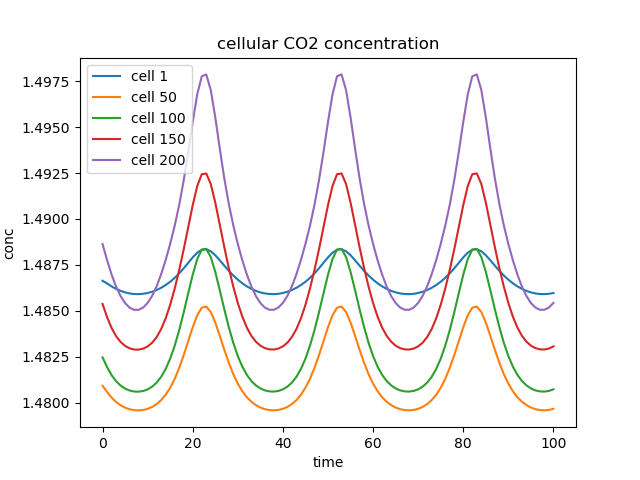 cellular CO2 concentration
cell 1
cell 50
cell 100
cell 150
cell 200
1.4975
1.4950
1.4925
1.4900
1.4875
1.4850
1.4825
1.4800
conc
0 20 40 60 80 100
time